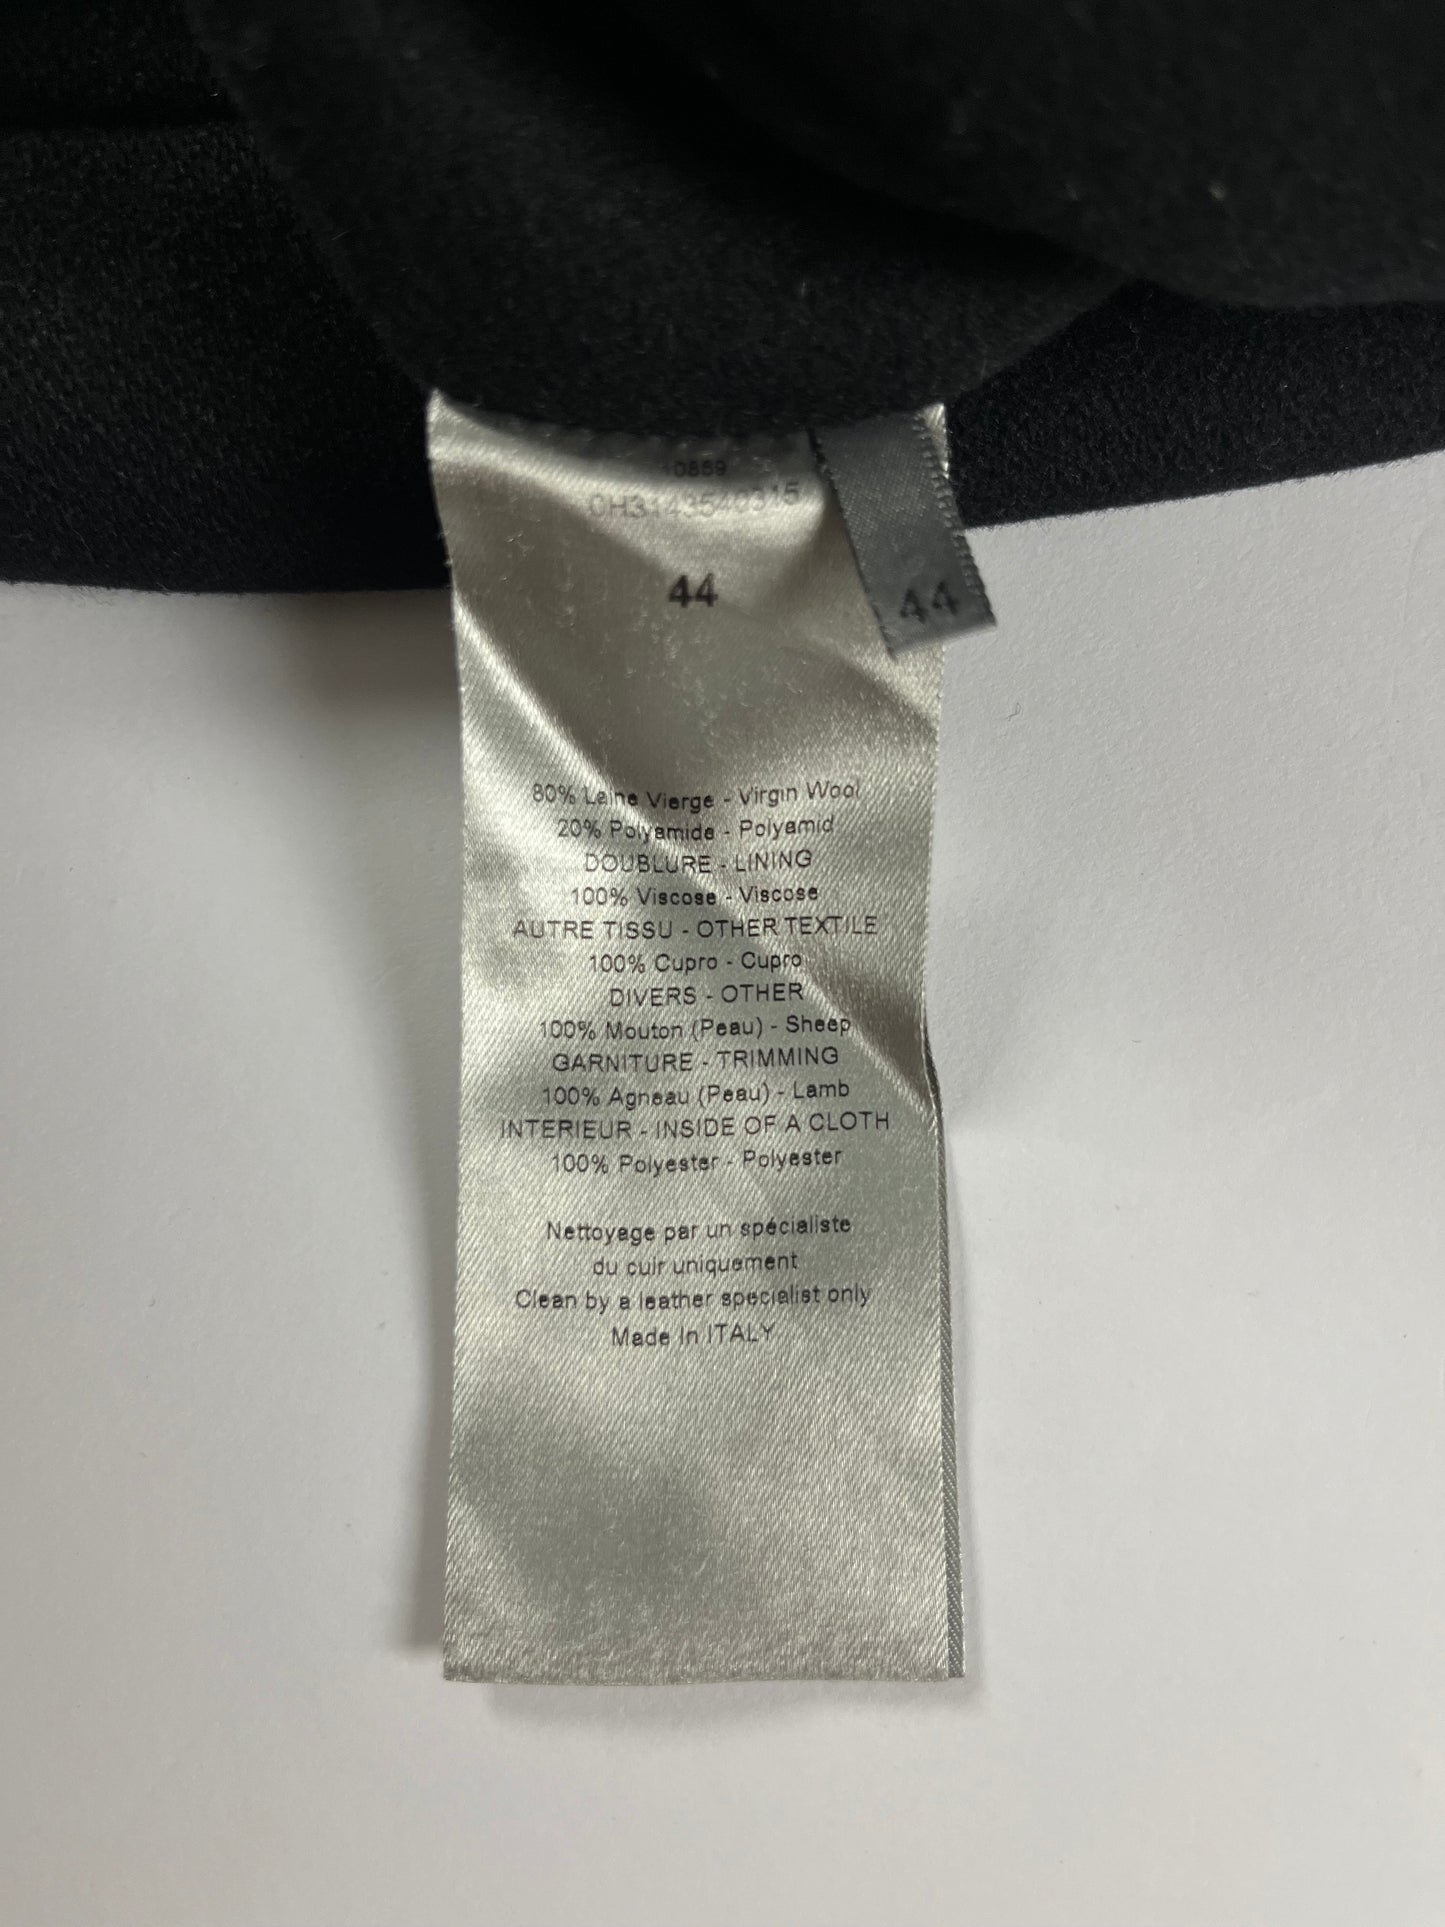 10859
44
44
80% Laine Vierge - Virgin Wool
20% Polyamide - Polyamid
DOUBLURE - LINING
100% Viscose - Viscose
AUTRE TISSU - OTHER TEXTILE
100% Cupro - Cupro
DIVERS - OTHER
100% Mouton (Peau) - Sheep
GARNITURE - TRIMMING
100% Agneau (Peau) - Lamb
INTERIEUR - INSIDE OF A CLOTH
100% Polyester - Polyester
Nettoyage par un spécialiste
du cuir uniquement
Clean by a leather specialist only
Made in ITALY